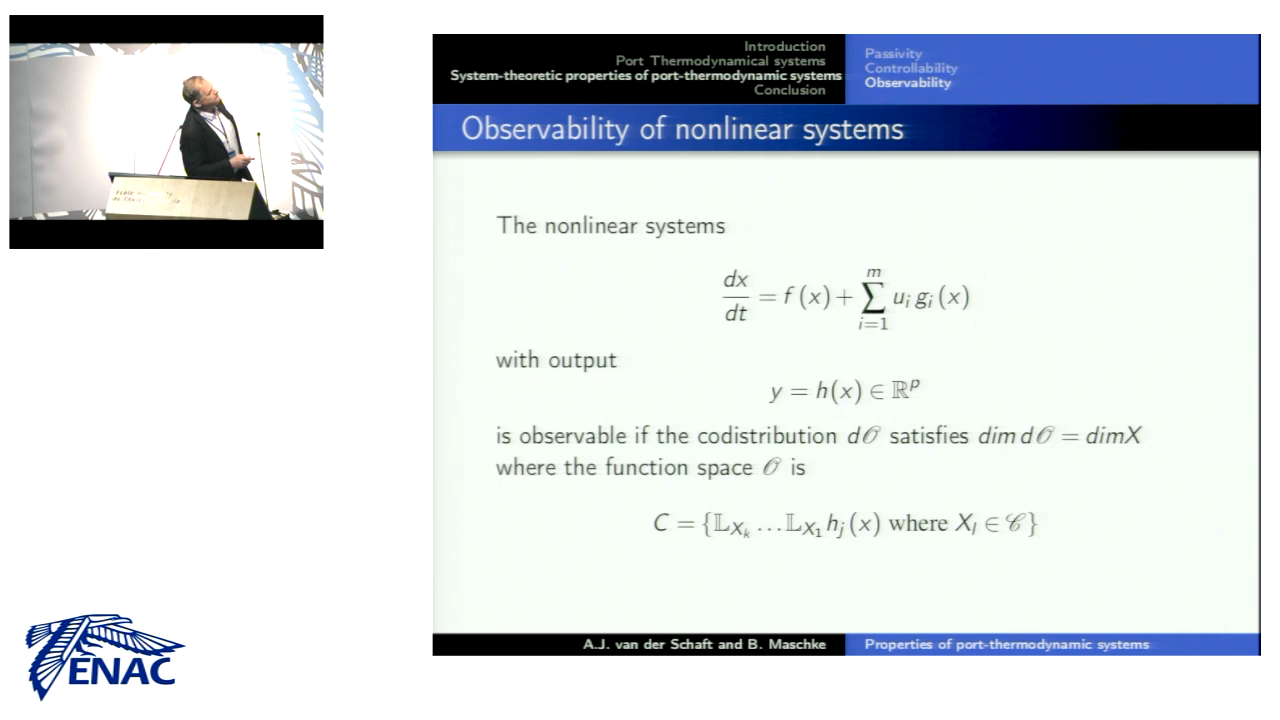 Introduction
Port Thermodynamical systems
System-theoretic properties of port-thermodynamic systems
Conclusion
Passivity
Controllability
Observability
Observability of nonlinear systems
The nonlinear systems
dx/dt = f(x) + ∑_{i=1}^{m} u_i g_i(x)
with output
y = h(x) ∈ ℝ^p
is observable if the codistribution d𝒪 satisfies dim d𝒪 = dimX
where the function space 𝒪 is
C = {𝕃_{X_k} … 𝕃_{X_1} h_j(x) where X_l ∈ 𝒞}
A.J. van der Schaft and B. Maschke
Properties of port-thermodynamic systems
ENAC